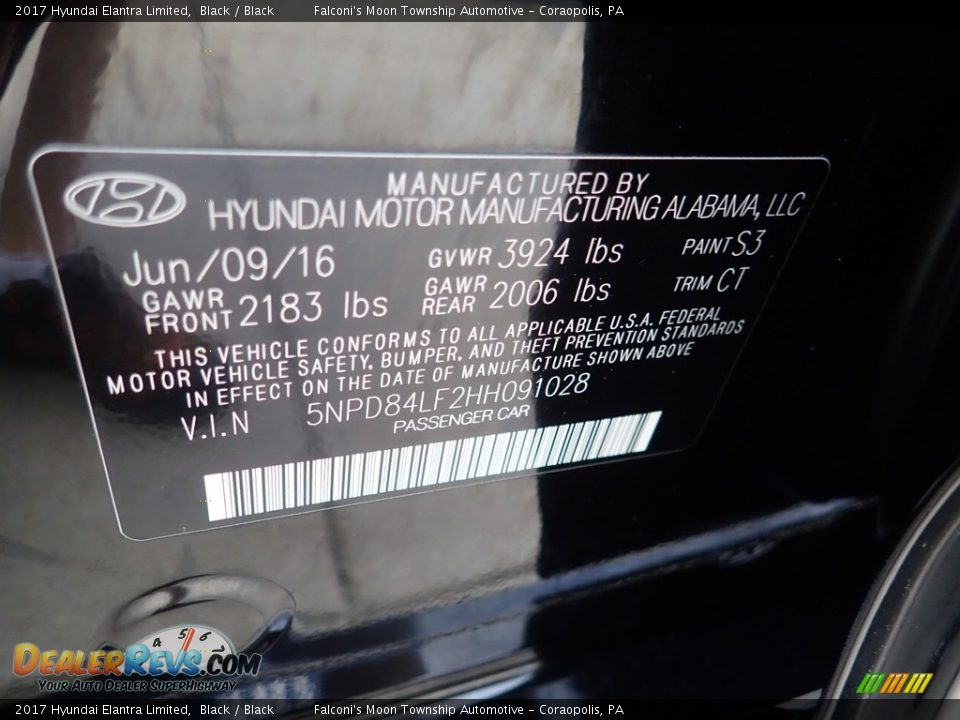 2017 Hyundai Elantra Limited, Black / Black Falconi's Moon Township Automotive - Coraopolis, PA
MANUFACTURED BY
HYUNDAI MOTOR MANUFACTURING ALABAMA, LLC
Jun/09/16 GVWR 3924 lbs PAINT S3
GAWR FRONT 2183 lbs GAWR REAR 2006 lbs TRIM CT
THIS VEHICLE CONFORMS TO ALL APPLICABLE U.S.A. FEDERAL
MOTOR VEHICLE SAFETY, BUMPER, AND THEFT PREVENTION STANDARDS
IN EFFECT ON THE DATE OF MANUFACTURE SHOWN ABOVE
V.I.N 5NPD84LF2HH091028
PASSENGER CAR
4 5 6
DealerRevs.com
Your Auto Dealer SuperHighway
2017 Hyundai Elantra Limited, Black / Black Falconi's Moon Township Automotive - Coraopolis, PA